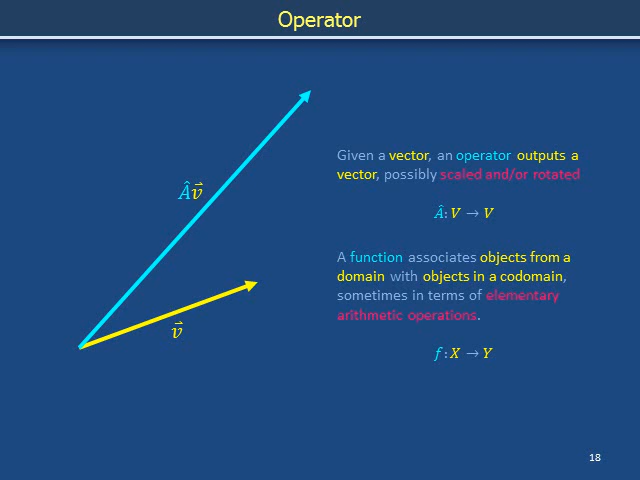 Operator
Âv⃗
v⃗
Given a vector, an operator outputs a
vector, possibly scaled and/or rotated
Â: V → V
A function associates objects from a
domain with objects in a codomain,
sometimes in terms of elementary
arithmetic operations.
f: X → Y
18